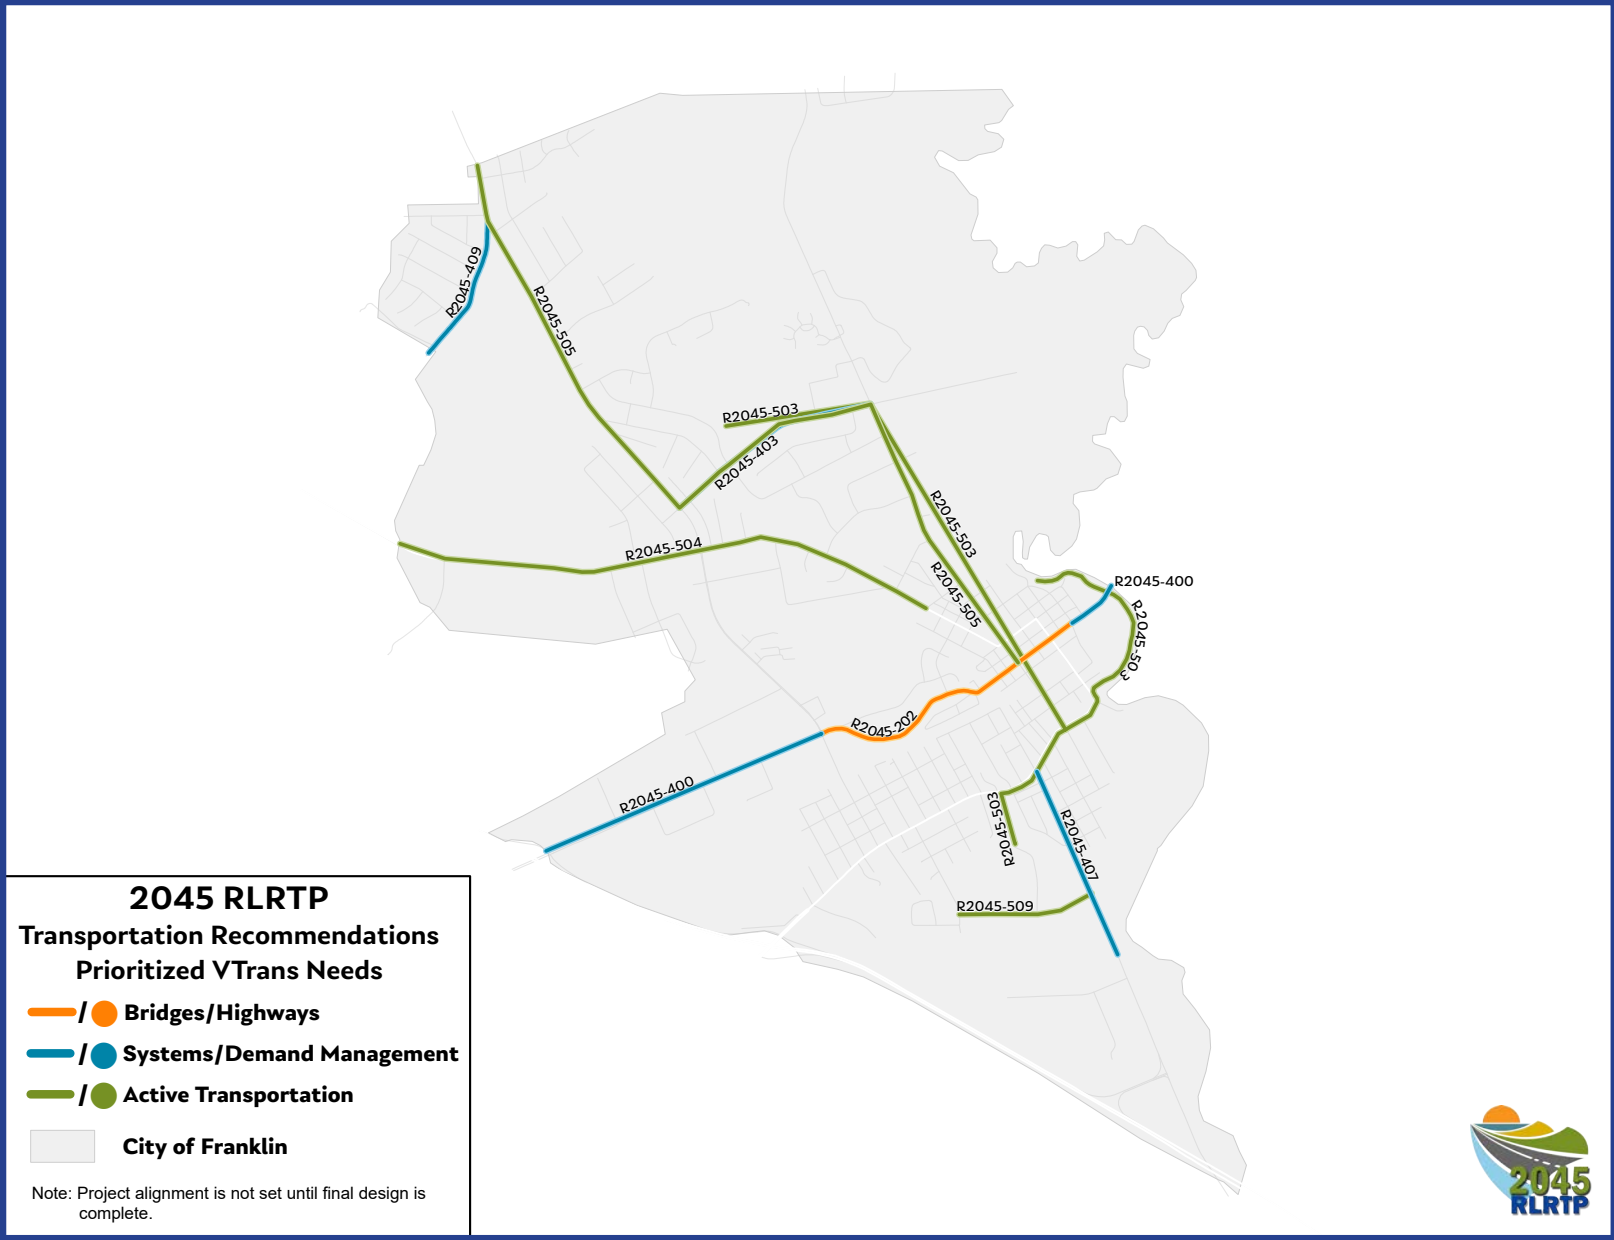 R2045-409
R2045-505
R2045-503
R2045-403
R2045-503
R2045-504
R2045-505
R2045-400
R2045-503
R2045-202
R2045-400
R2045-503
R2045-407
R2045-509
2045 RLRTP
Transportation Recommendations
Prioritized VTrans Needs
/ Bridges/Highways
/ Systems/Demand Management
/ Active Transportation
City of Franklin
Note: Project alignment is not set until final design is
complete.
2045
RLRTP